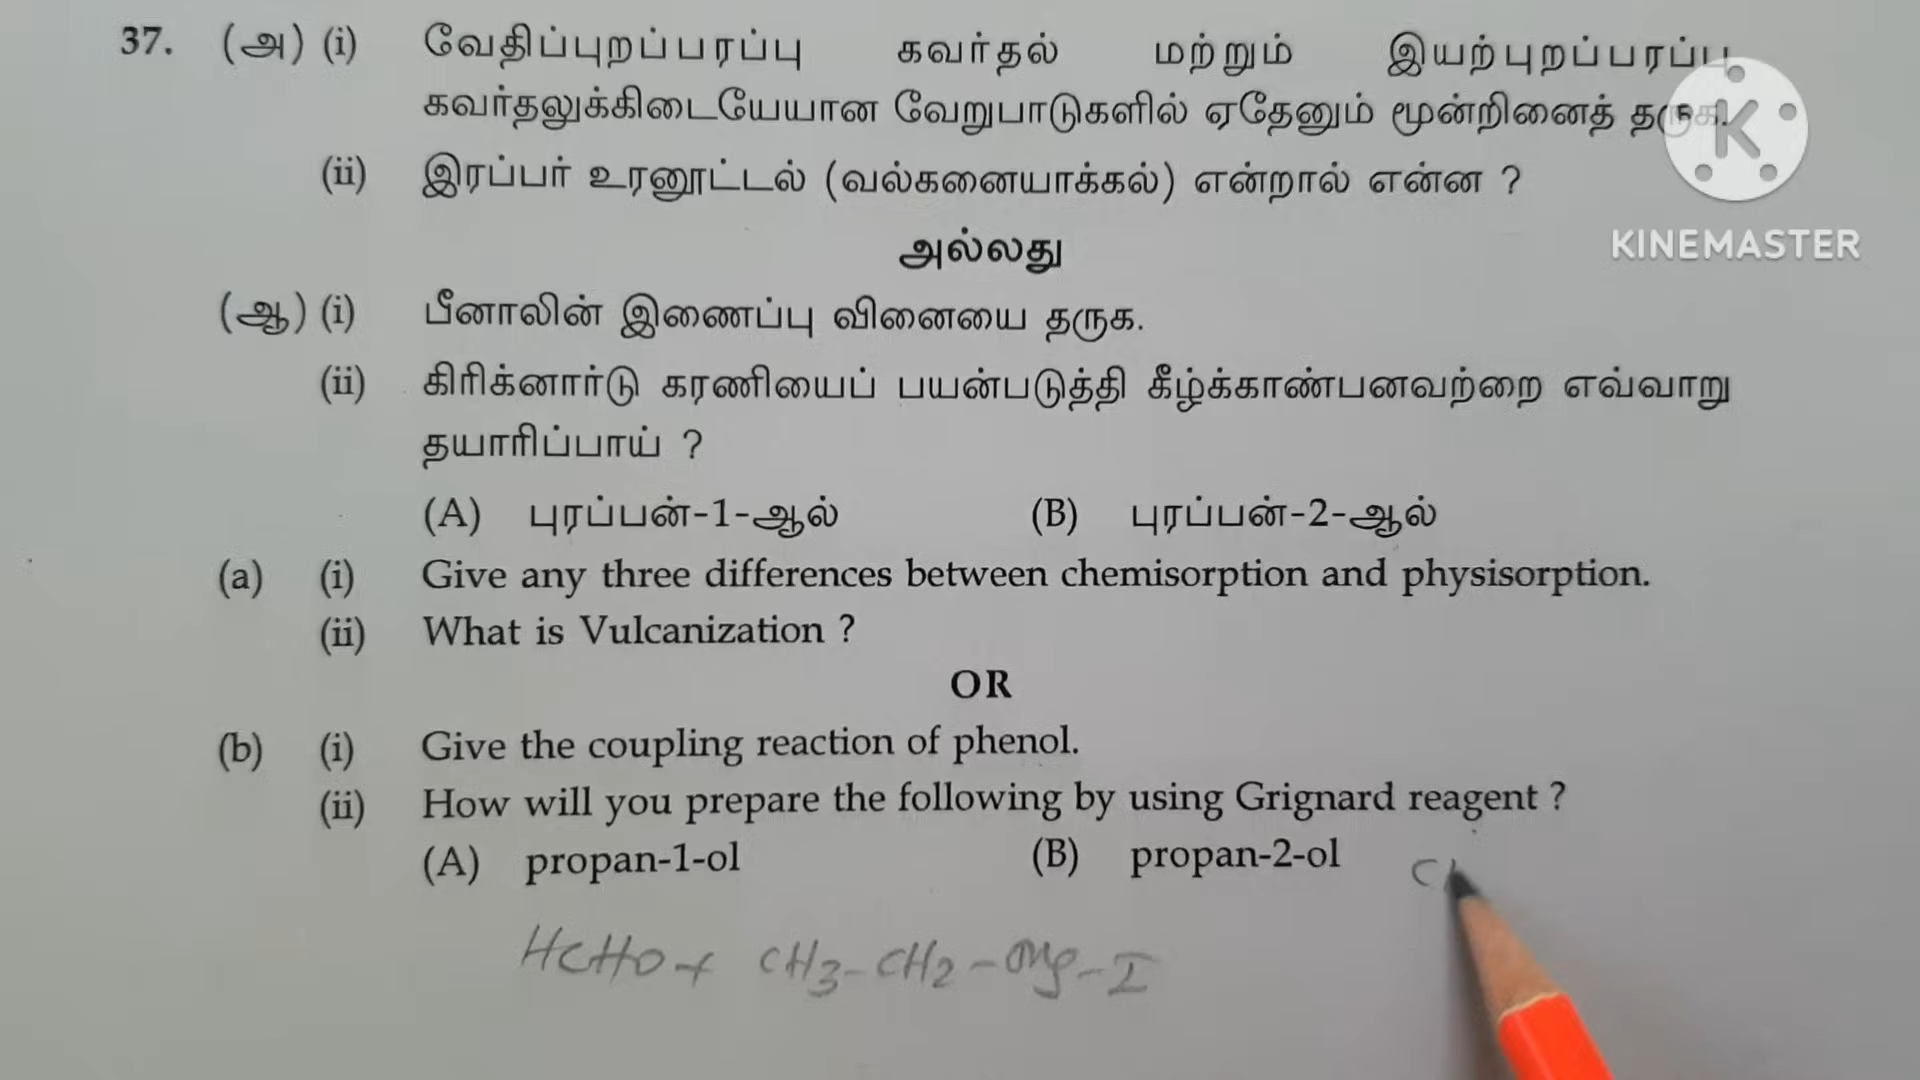 37. (அ) (i) வேதிப்புறப்பரப்பு கவர்தல் மற்றும் இயற்புறப்பரப்பு
கவர்தலுக்கிடையேயான வேறுபாடுகளில் ஏதேனும் மூன்றினைத் தருக.
(ii) இரப்பர் உரனூட்டல் (வல்கனையாக்கல்) என்றால் என்ன ?
KINEMASTER
அல்லது
(ஆ) (i) பீனாலின் இணைப்பு வினையை தருக.
(ii) கிரிக்னார்டு கரணியைப் பயன்படுத்தி கீழ்க்காண்பனவற்றை எவ்வாறு
தயாரிப்பாய் ?
(A) புரப்பன்-1-ஆல் (B) புரப்பன்-2-ஆல்
(a) (i) Give any three differences between chemisorption and physisorption.
(ii) What is Vulcanization ?
OR
(b) (i) Give the coupling reaction of phenol.
(ii) How will you prepare the following by using Grignard reagent ?
(A) propan-1-ol (B) propan-2-ol
HCHO + CH3-CH2-Mg-I